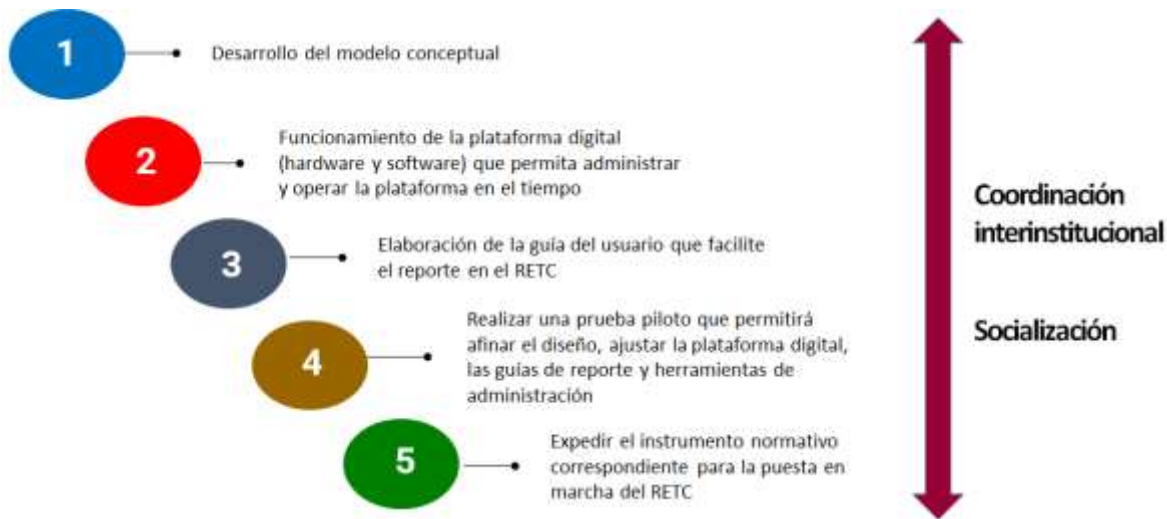 1
Desarrollo del modelo conceptual
2
Funcionamiento de la plataforma digital
(hardware y software) que permita administrar
y operar la plataforma en el tiempo
3
Elaboración de la guía del usuario que facilite
el reporte en el RETC
4
Realizar una prueba piloto que permitirá
afinar el diseño, ajustar la plataforma digital,
las guías de reporte y herramientas de
administración
5
Expedir el instrumento normativo
correspondiente para la puesta en
marcha del RETC
Coordinación
interinstitucional
Socialización